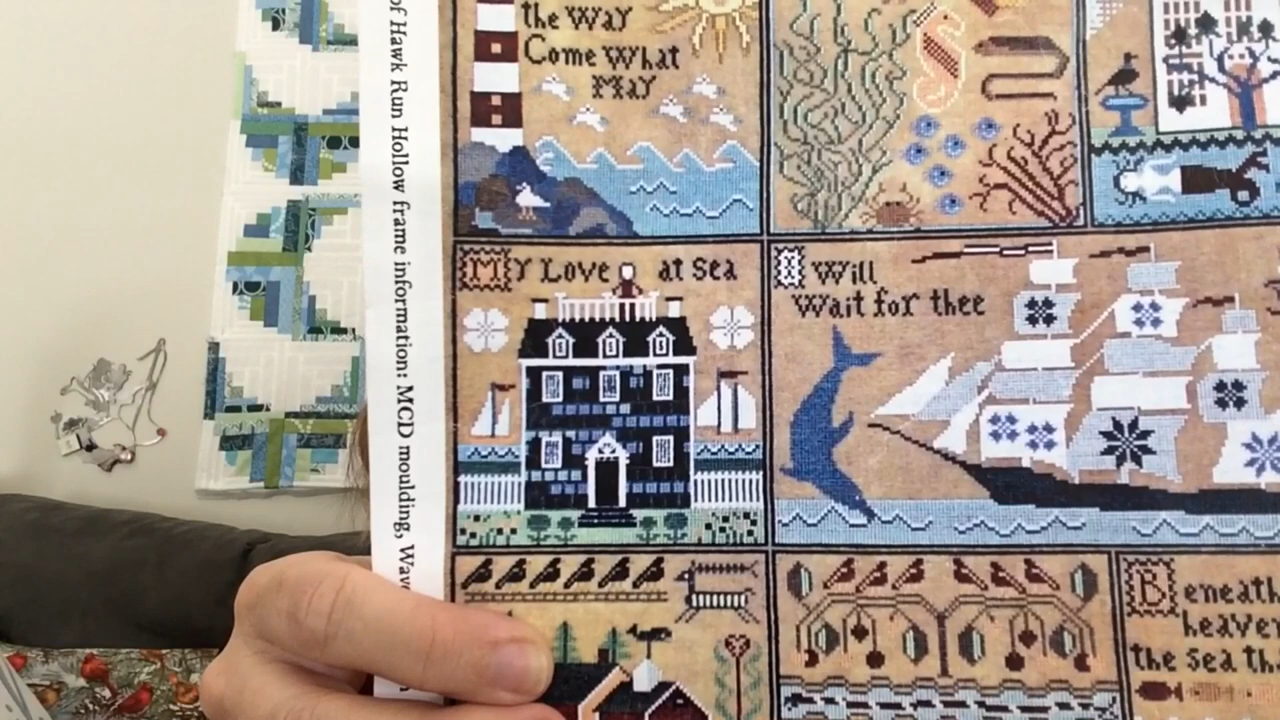 of Hawk Run Hollow frame information: MCD moulding, Wav
the Way
Come What
May
My Love at Sea
I Will
Wait for thee
Beneath
heaven
the Sea th